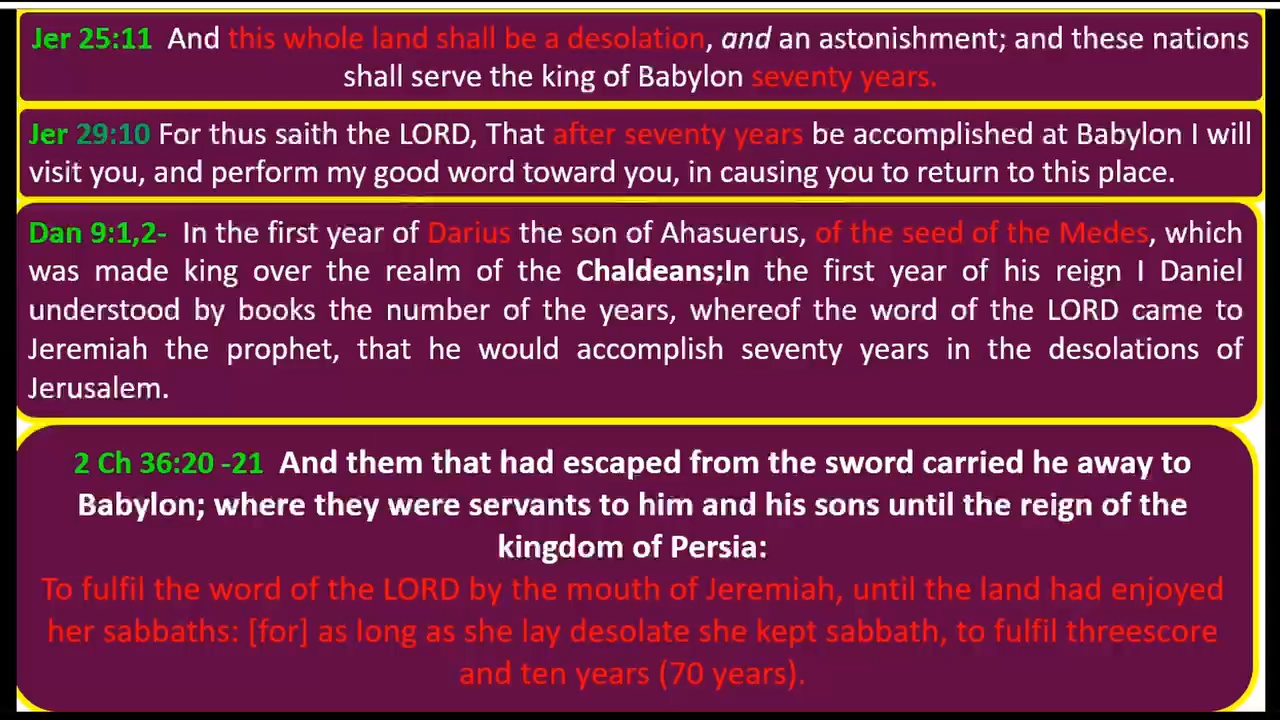 Jer 25:11 And this whole land shall be a desolation, and an astonishment; and these nations
shall serve the king of Babylon seventy years.
Jer 29:10 For thus saith the LORD, That after seventy years be accomplished at Babylon I will
visit you, and perform my good word toward you, in causing you to return to this place.
Dan 9:1,2- In the first year of Darius the son of Ahasuerus, of the seed of the Medes, which
was made king over the realm of the Chaldeans;In the first year of his reign I Daniel
understood by books the number of the years, whereof the word of the LORD came to
Jeremiah the prophet, that he would accomplish seventy years in the desolations of
Jerusalem.
2 Ch 36:20 -21 And them that had escaped from the sword carried he away to
Babylon; where they were servants to him and his sons until the reign of the
kingdom of Persia:
To fulfil the word of the LORD by the mouth of Jeremiah, until the land had enjoyed
her sabbaths: [for] as long as she lay desolate she kept sabbath, to fulfil threescore
and ten years (70 years).